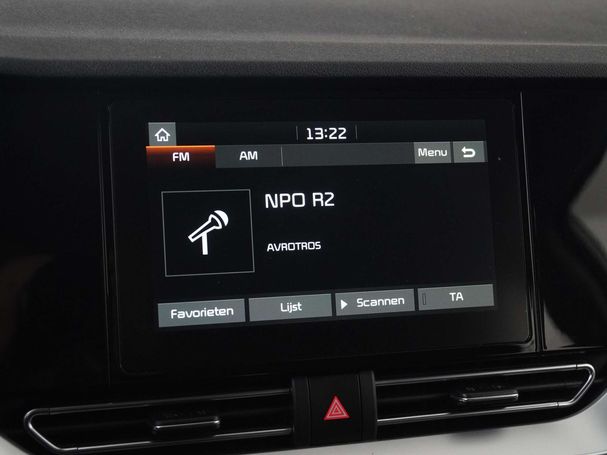 13:22
FM AM Menu
NPO R2
AVROTROS
Favorieten Lijst Scannen TA